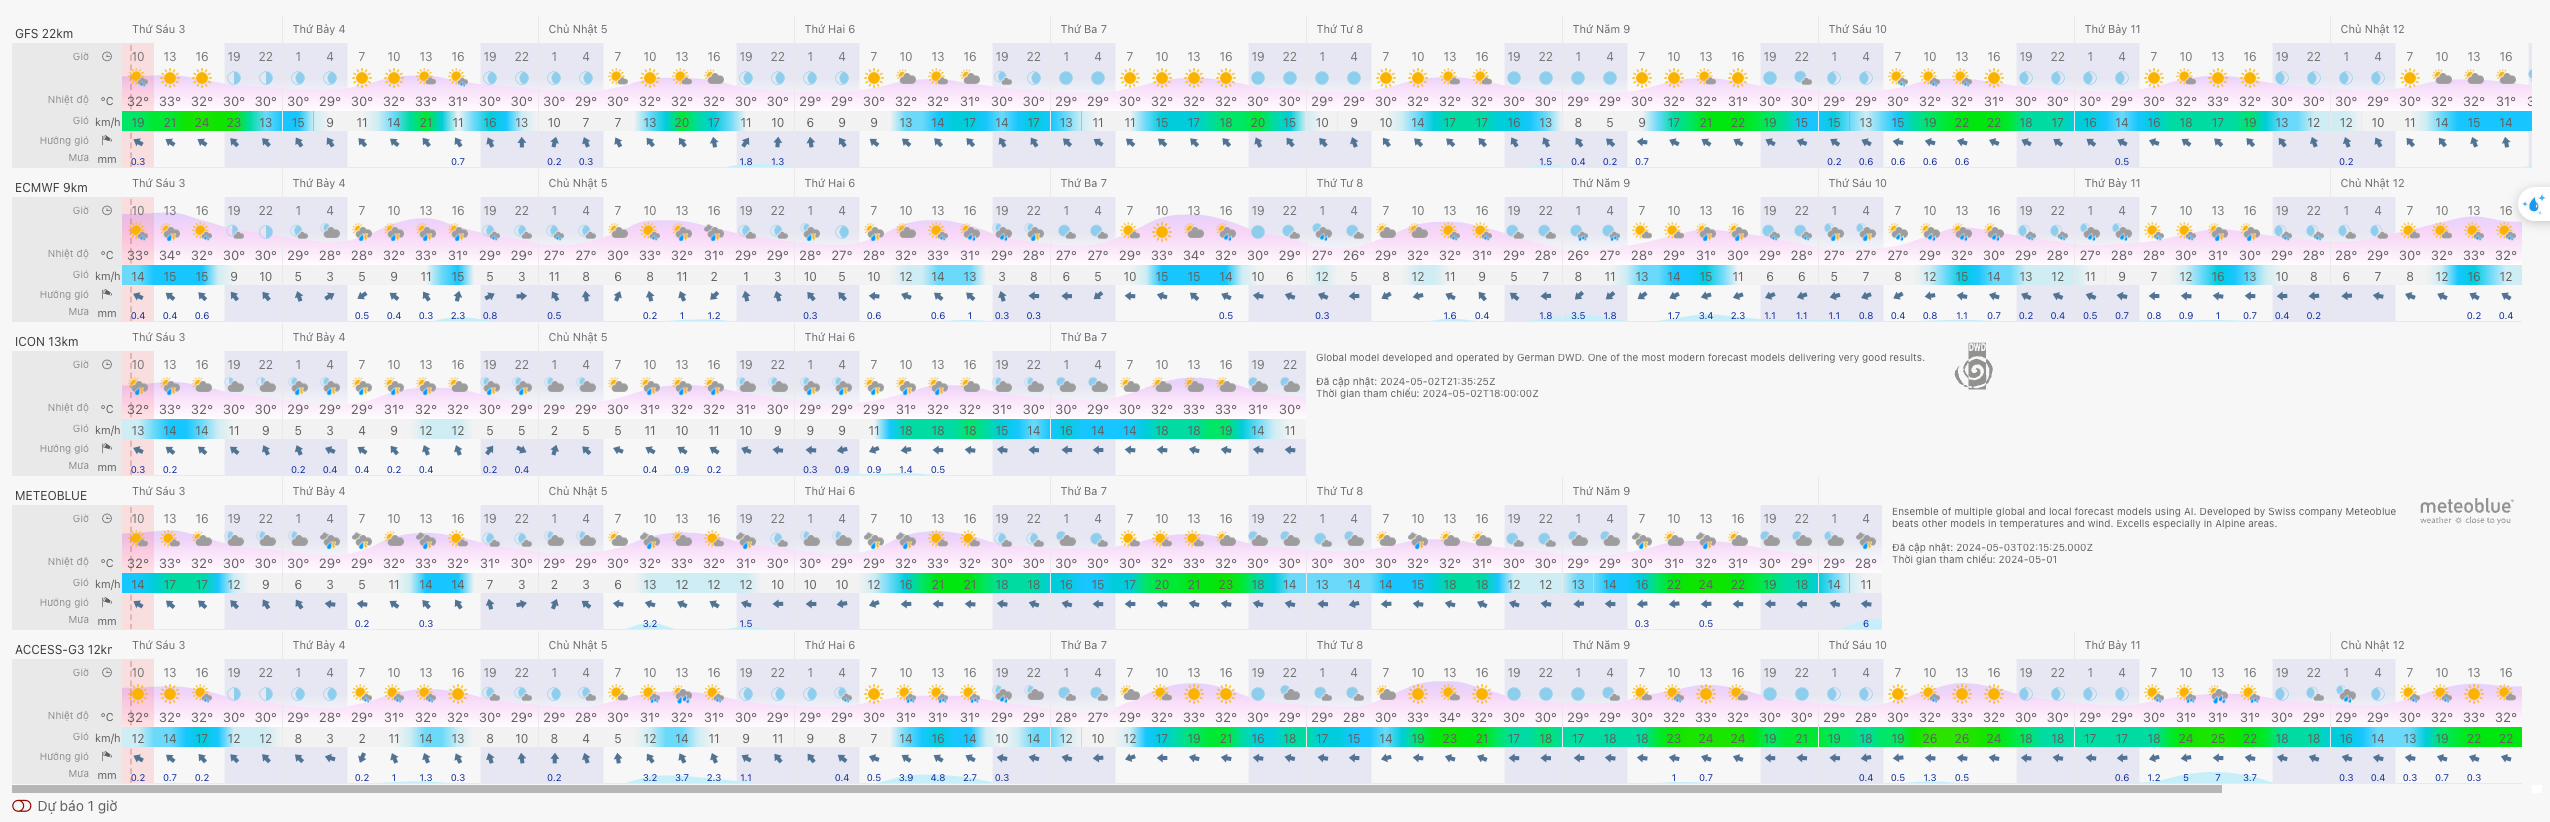 GFS 22km Thứ Sáu 3 Thứ Bảy 4 Chủ Nhật 5 Thứ Hai 6 Thứ Ba 7 Thứ Tư 8 Thứ Năm 9 Thứ Sáu 10 Thứ Bảy 11 Chủ Nhật 12
Giờ 10 13 16 19 22 1 4 7 10 13 16 19 22 1 4 7 10 13 16 19 22 1 4 7 10 13 16 19 22 1 4 7 10 13 16 19 22 1 4 7 10 13 16 19 22 1 4 7 10 13 16 19 22 1 4 7 10 13 16 19 22 1 4 7 10 13 16 19 22 1 4 7 10 13 16
Nhiệt độ °C 32° 33° 32° 30° 30° 30° 29° 30° 32° 33° 31° 30° 30° 30° 29° 30° 32° 32° 32° 30° 30° 30° 29° 30° 32° 32° 31° 30° 30° 29° 29° 30° 32° 32° 32° 30° 30° 29° 29° 30° 32° 32° 32° 30° 30° 29° 29° 30° 32° 32° 31° 30° 30° 30° 30° 30° 32° 32° 31° 30° 30° 30° 30° 30° 32° 33° 32° 30° 30° 30° 30° 30° 32° 32° 31°
Gió km/h 19 21 24 23 13 15 9 11 14 21 11 16 13 10 7 7 13 20 17 11 10 6 9 9 13 14 17 14 17 13 11 11 15 17 18 20 15 10 9 10 14 17 17 16 13 8 5 9 17 21 22 19 15 15 13 15 19 22 22 18 17 16 14 16 18 17 19 13 12 12 10 11 14 15 14
Hướng gió
Mưa mm 0.3 0.7 0.2 0.3 1.8 1.3 1.5 0.4 0.2 0.7 0.2 0.6 0.6 0.6 0.6 0.5 0.2
ECMWF 9km Thứ Sáu 3 Thứ Bảy 4 Chủ Nhật 5 Thứ Hai 6 Thứ Ba 7 Thứ Tư 8 Thứ Năm 9 Thứ Sáu 10 Thứ Bảy 11 Chủ Nhật 12
Giờ 10 13 16 19 22 1 4 7 10 13 16 19 22 1 4 7 10 13 16 19 22 1 4 7 10 13 16 19 22 1 4 7 10 13 16 19 22 1 4 7 10 13 16 19 22 1 4 7 10 13 16 19 22 1 4 7 10 13 16 19 22 1 4 7 10 13 16 19 22 1 4 7 10 13 16
Nhiệt độ °C 33° 34° 32° 30° 30° 29° 28° 29° 32° 32° 31° 29° 29° 27° 27° 30° 32° 32° 31° 29° 28° 28° 27° 30° 32° 32° 31° 29° 28° 28° 27° 29° 33° 34° 32° 30° 29° 27° 26° 29° 32° 32° 31° 29° 28° 26° 27° 29° 31° 31° 31° 29° 28° 27° 27° 29° 31° 31° 30° 29° 28° 28° 28° 29° 31° 31° 30° 29° 29° 28° 28° 30° 32° 33° 32°
Gió km/h 14 15 15 9 10 5 3 5 9 11 15 5 3 11 8 6 8 11 2 1 3 10 5 10 12 14 13 3 8 6 5 10 15 15 14 10 6 12 5 8 12 11 9 5 7 8 11 13 14 15 11 6 6 5 7 8 12 15 14 13 12 11 9 7 12 16 13 10 8 6 7 8 12 16 12
Hướng gió
Mưa mm 0.4 0.4 0.6 0.5 0.4 0.3 2.3 0.8 0.5 0.2 1 1.2 0.3 0.6 0.6 1 0.3 0.3 0.5 0.3 1.6 0.4 1.8 3.5 1.8 1.7 3.4 2.3 1.1 1.1 1.1 0.8 0.4 0.8 1.1 0.7 0.2 0.4 0.5 0.7 0.8 0.9 1 0.7 0.4 0.2 0.2 0.4
ICON 13km Thứ Sáu 3 Thứ Bảy 4 Chủ Nhật 5 Thứ Hai 6 Thứ Ba 7
Giờ 10 13 16 19 22 1 4 7 10 13 16 19 22 1 4 7 10 13 16 19 22 1 4 7 10 13 16 19 22 1 4 7 10 13 16 19 22
Nhiệt độ °C 32° 33° 32° 30° 30° 29° 29° 29° 31° 32° 32° 30° 29° 29° 29° 30° 31° 32° 32° 31° 30° 29° 29° 29° 31° 32° 32° 31° 30° 30° 29° 30° 32° 33° 33° 31° 30°
Gió km/h 13 14 14 11 9 5 3 4 9 12 12 5 5 2 5 5 11 10 11 10 9 9 9 11 18 18 18 15 14 16 14 14 18 18 19 14 11
Hướng gió
Mưa mm 0.3 0.2 0.2 0.4 0.4 0.2 0.4 0.2 0.4 0.4 0.9 0.2 0.3 0.9 0.9 1.4 0.5
Global model developed and operated by German DWD. One of the most modern forecast models delivering very good results.
Đã cập nhật: 2024-05-02T21:35:25Z
Thời gian tham chiếu: 2024-05-02T18:00:00Z
DWD
METEOBLUE Thứ Sáu 3 Thứ Bảy 4 Chủ Nhật 5 Thứ Hai 6 Thứ Ba 7 Thứ Tư 8 Thứ Năm 9
Giờ 10 13 16 19 22 1 4 7 10 13 16 19 22 1 4 7 10 13 16 19 22 1 4 7 10 13 16 19 22 1 4 7 10 13 16 19 22 1 4 7 10 13 16 19 22 1 4 7 10 13 16 19 22 1 4
Nhiệt độ °C 32° 33° 32° 30° 30° 29° 29° 29° 31° 32° 32° 30° 30° 29° 29° 30° 32° 33° 32° 31° 30° 30° 29° 30° 32° 33° 32° 30° 30° 29° 29° 30° 32° 32° 32° 30° 30° 30° 29° 30° 32° 32° 32° 30° 30° 29° 29° 30° 31° 32° 31° 30° 30° 29° 28°
Gió km/h 14 17 17 12 9 6 3 5 11 14 14 7 3 2 3 6 13 12 12 12 10 10 10 12 16 21 21 18 18 16 15 17 20 21 23 18 14 13 14 14 15 18 18 12 12 13 14 16 22 24 22 19 18 14 11
Hướng gió
Mưa mm 0.2 0.3 3.2 1.5 0.3 0.5 6
Ensemble of multiple global and local forecast models using AI. Developed by Swiss company Meteoblue
beats other models in temperatures and wind. Excells especially in Alpine areas.
Đã cập nhật: 2024-05-03T02:15:25.000Z
Thời gian tham chiếu: 2024-05-01
meteoblue
weather close to you
ACCESS-G3 12kr Thứ Sáu 3 Thứ Bảy 4 Chủ Nhật 5 Thứ Hai 6 Thứ Ba 7 Thứ Tư 8 Thứ Năm 9 Thứ Sáu 10 Thứ Bảy 11 Chủ Nhật 12
Giờ 10 13 16 19 22 1 4 7 10 13 16 19 22 1 4 7 10 13 16 19 22 1 4 7 10 13 16 19 22 1 4 7 10 13 16 19 22 1 4 7 10 13 16 19 22 1 4 7 10 13 16 19 22 1 4 7 10 13 16 19 22 1 4 7 10 13 16 19 22 1 4 7 10 13 16
Nhiệt độ °C 32° 32° 32° 30° 30° 29° 28° 29° 31° 32° 31° 30° 29° 29° 29° 30° 31° 32° 31° 30° 29° 29° 29° 30° 31° 31° 31° 29° 29° 28° 27° 29° 32° 33° 32° 30° 29° 29° 28° 30° 33° 34° 32° 30° 30° 29° 29° 30° 32° 33° 32° 30° 30° 29° 28° 30° 32° 33° 32° 30° 30° 29° 29° 30° 31° 31° 31° 30° 29° 29° 29° 30° 32° 33° 32°
Gió km/h 12 14 17 12 12 8 3 2 11 14 13 8 10 8 4 5 12 14 11 9 11 9 8 7 14 16 14 10 14 12 10 12 17 19 21 16 18 17 15 14 19 23 21 17 18 17 18 18 23 24 24 19 21 19 18 19 26 26 24 18 18 17 17 18 24 25 22 18 18 16 14 13 19 22 22
Hướng gió
Mưa mm 0.2 0.7 0.2 0.2 1 1.3 0.3 0.2 3.2 3.7 2.3 1.1 0.4 0.5 3.9 4.8 2.7 0.3 1 0.7 0.4 0.5 1.3 0.5 0.6 1.2 5 7 3.7 0.3 0.4 0.3 0.7 0.3
Dự báo 1 giờ